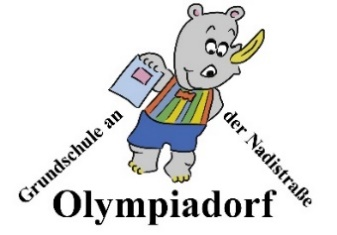 Grundschule an
der Nadistraße
Olympiadorf